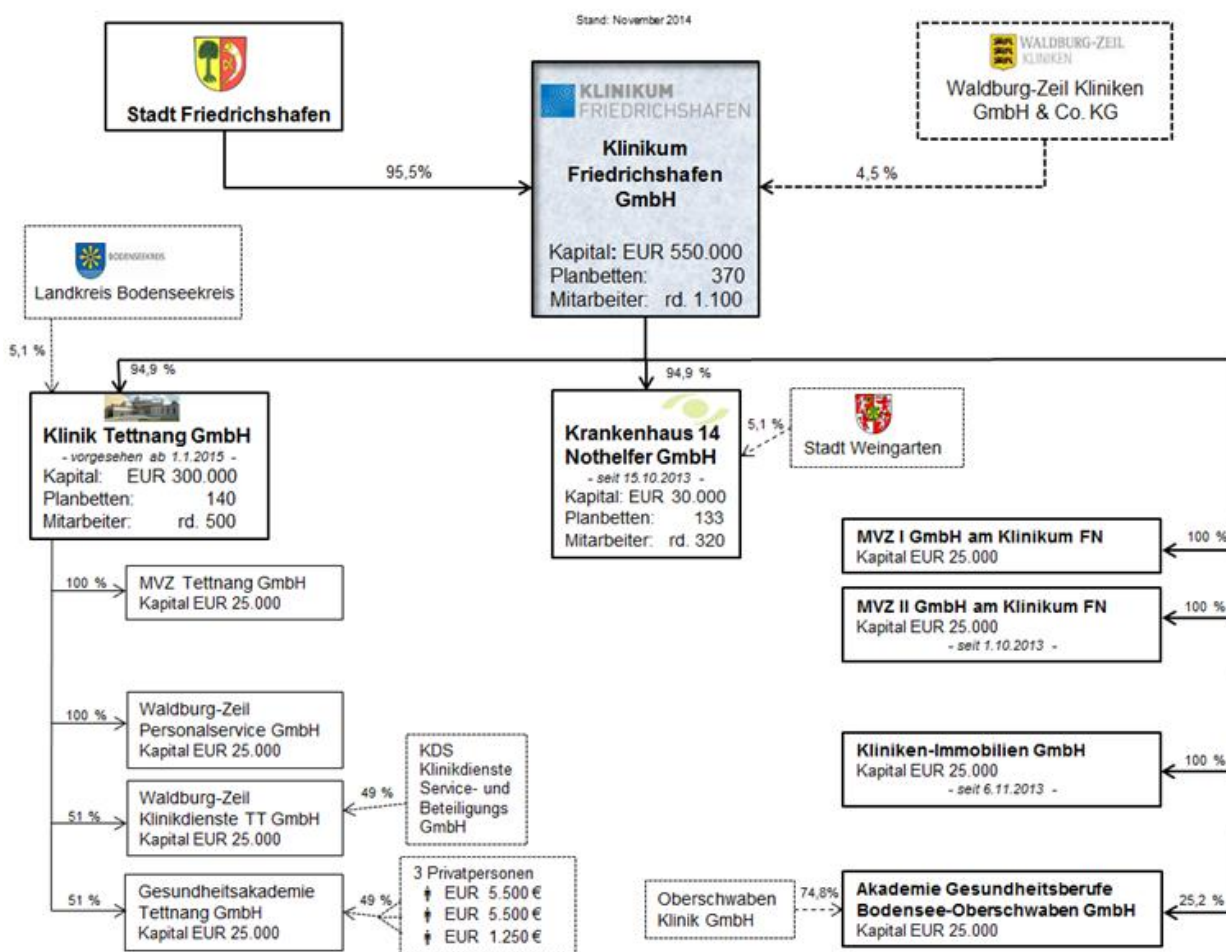 Stand: November 2014
Stadt Friedrichshafen
KLINIKUM
FRIEDRICHSHAFEN
Klinikum
Friedrichshafen
GmbH
Kapital: EUR 550.000
Planbetten: 370
Mitarbeiter: rd. 1.100
WALDBURG-ZEIL
KLINIKEN
Waldburg-Zeil Kliniken
GmbH & Co. KG
95,5%
4,5 %
BODENSEEKREIS
Landkreis Bodenseekreis
5,1 %
94,9 %
94,9 %
Klinik Tettnang GmbH
- vorgesehen ab 1.1.2015 -
Kapital: EUR 300.000
Planbetten: 140
Mitarbeiter: rd. 500
Krankenhaus 14
Nothelfer GmbH
- seit 15.10.2013 -
Kapital: EUR 30.000
Planbetten: 133
Mitarbeiter: rd. 320
5,1 %
Stadt Weingarten
MVZ I GmbH am Klinikum FN
Kapital EUR 25.000
100 %
MVZ II GmbH am Klinikum FN
Kapital EUR 25.000
- seit 1.10.2013 -
100 %
100 %
MVZ Tettnang GmbH
Kapital EUR 25.000
100 %
Waldburg-Zeil
Personalservice GmbH
Kapital EUR 25.000
51 %
Waldburg-Zeil
Klinikdienste TT GmbH
Kapital EUR 25.000
49 %
KDS
Klinikdienste
Service- und
Beteiligungs
GmbH
Kliniken-Immobilien GmbH
Kapital EUR 25.000
- seit 6.11.2013 -
100 %
51 %
Gesundheitsakademie
Tettnang GmbH
Kapital EUR 25.000
49 %
3 Privatpersonen
EUR 5.500 €
EUR 5.500 €
EUR 1.250 €
Oberschwaben
Klinik GmbH
74,8%
Akademie Gesundheitsberufe
Bodensee-Oberschwaben GmbH
Kapital EUR 25.000
25,2 %